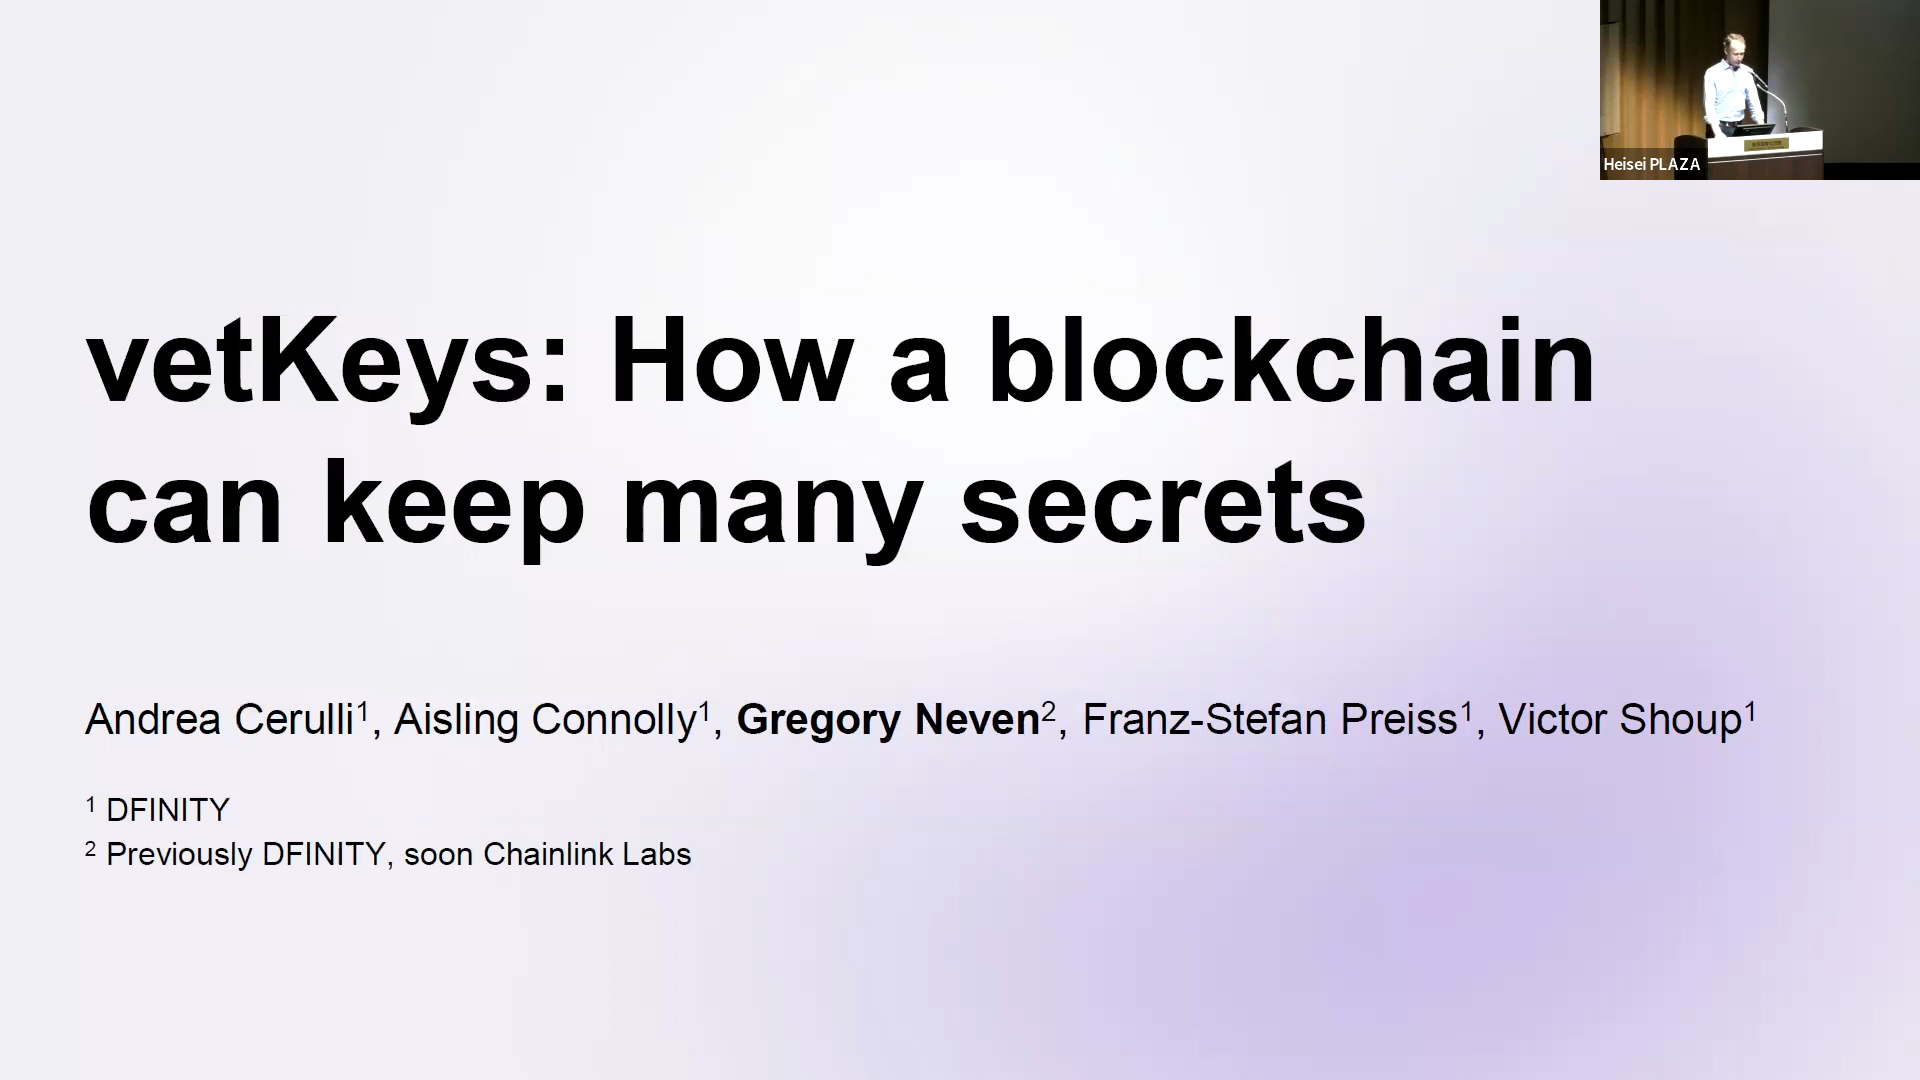 Heisei PLAZA
vetKeys: How a blockchain
can keep many secrets
Andrea Cerulli¹, Aisling Connolly¹, Gregory Neven², Franz-Stefan Preiss¹, Victor Shoup¹
¹ DFINITY
² Previously DFINITY, soon Chainlink Labs